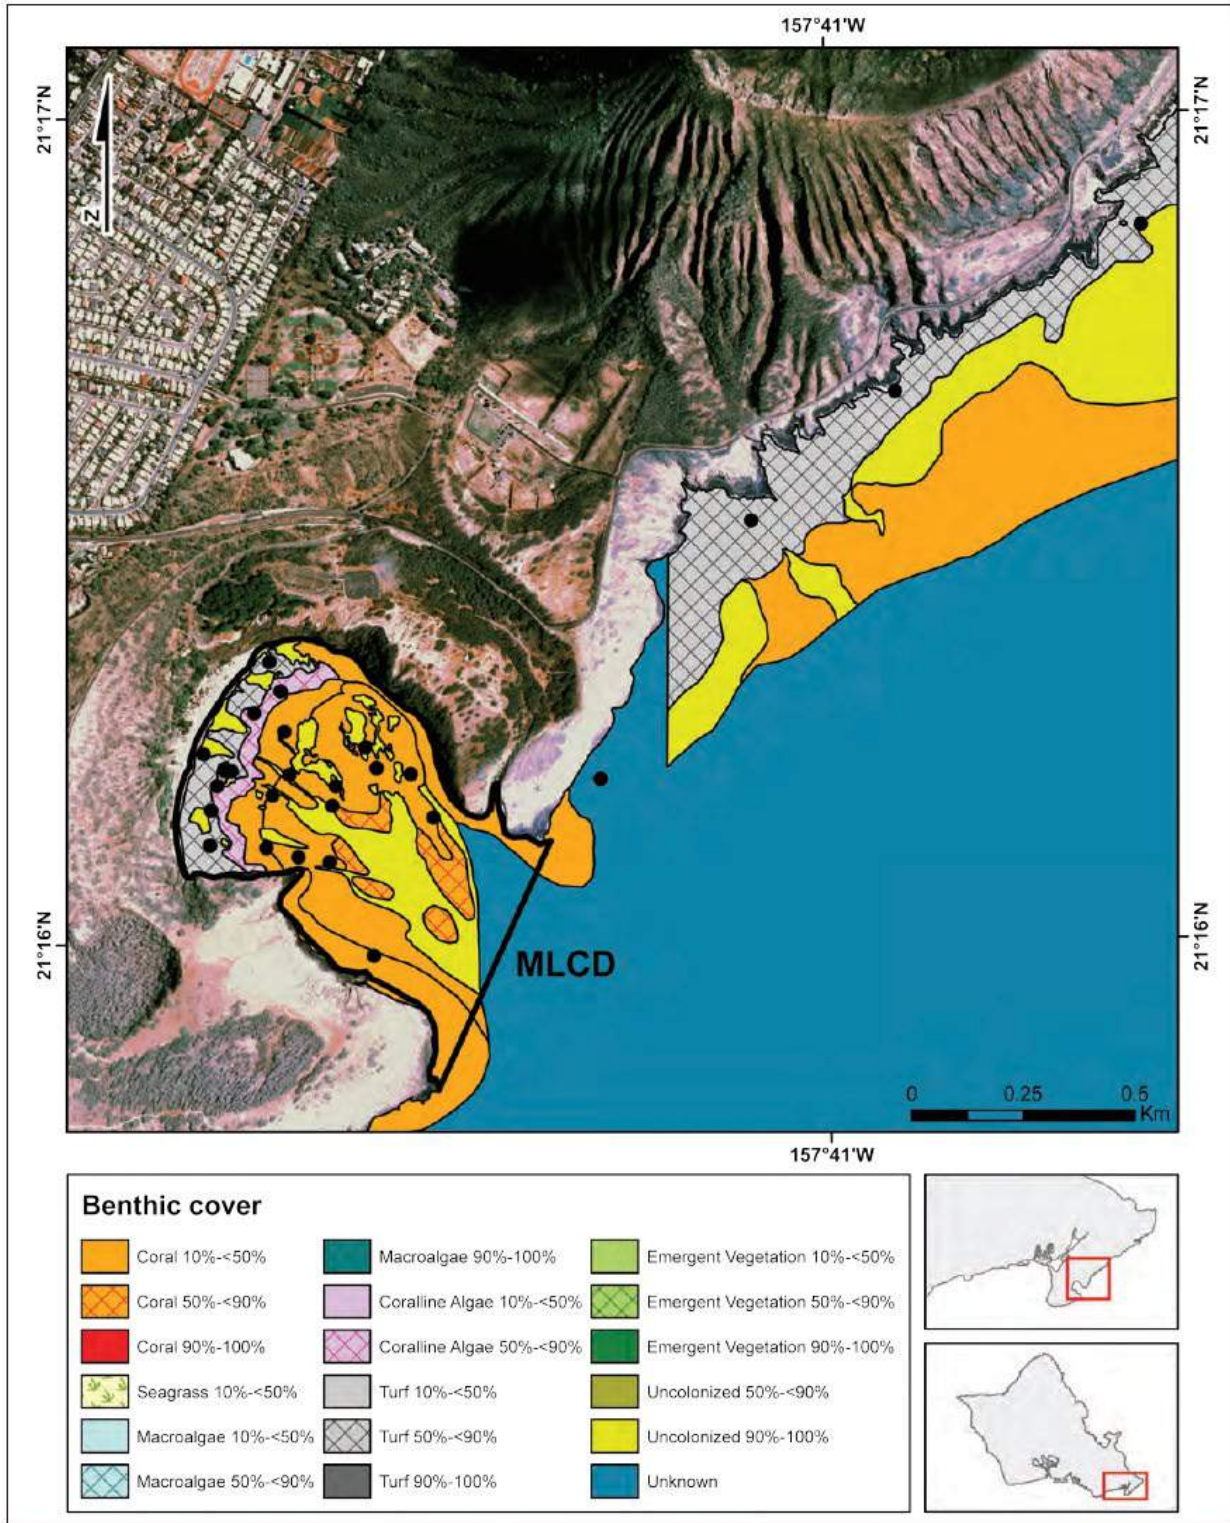 157°41'W
21°17'N
21°17'N
N
21°16'N
21°16'N
MLCD
0 0.25 0.5
Km
157°41'W
Benthic cover
Coral 10%-<50%
Coral 50%-<90%
Coral 90%-100%
Seagrass 10%-<50%
Macroalgae 10%-<50%
Macroalgae 50%-<90%
Macroalgae 90%-100%
Coralline Algae 10%-<50%
Coralline Algae 50%-<90%
Turf 10%-<50%
Turf 50%-<90%
Turf 90%-100%
Emergent Vegetation 10%-<50%
Emergent Vegetation 50%-<90%
Emergent Vegetation 90%-100%
Uncolonized 50%-<90%
Uncolonized 90%-100%
Unknown